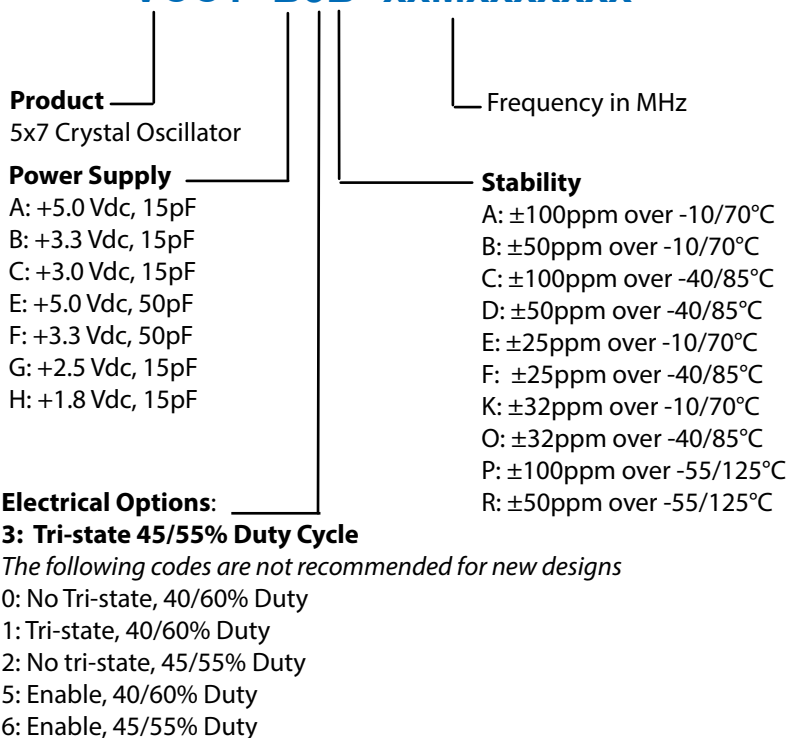 Product
5x7 Crystal Oscillator
Frequency in MHz
Power Supply
A: +5.0 Vdc, 15pF
B: +3.3 Vdc, 15pF
C: +3.0 Vdc, 15pF
E: +5.0 Vdc, 50pF
F: +3.3 Vdc, 50pF
G: +2.5 Vdc, 15pF
H: +1.8 Vdc, 15pF
Stability
A: ±100ppm over -10/70°C
B: ±50ppm over -10/70°C
C: ±100ppm over -40/85°C
D: ±50ppm over -40/85°C
E: ±25ppm over -10/70°C
F: ±25ppm over -40/85°C
K: ±32ppm over -10/70°C
O: ±32ppm over -40/85°C
P: ±100ppm over -55/125°C
R: ±50ppm over -55/125°C
Electrical Options:
3: Tri-state 45/55% Duty Cycle
The following codes are not recommended for new designs
0: No Tri-state, 40/60% Duty
1: Tri-state, 40/60% Duty
2: No tri-state, 45/55% Duty
5: Enable, 40/60% Duty
6: Enable, 45/55% Duty